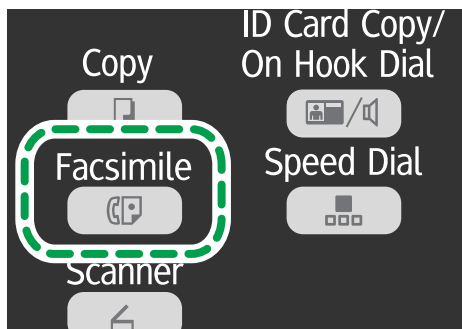 Copy
ID Card Copy/
On Hook Dial
Facsimile
Speed Dial
Scanner